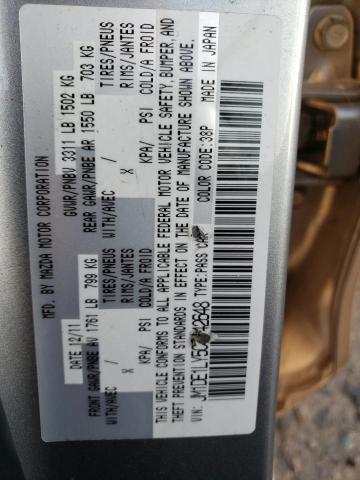 MFD. BY MAZDA MOTOR CORPORATION
DATE 12/11 GVWR/PNBV 3311 LB 1502 KG
FRONT GAWR/PNBE AV 1761 LB 799 KG REAR GAWR/PNBE AR 1550 LB 703 KG
WITH/AVEC TIRES/PNEUS WITH/AVEC TIRES/PNEUS
X RIMS/JANTES X RIMS/JANTES
KPA/ PSI COLD/A FROID KPA/ PSI COLD/A FROID
THIS VEHICLE CONFORMS TO ALL APPLICABLE FEDERAL MOTOR VEHICLE SAFETY, BUMPER, AND
THEFT PREVENTION STANDARDS IN EFFECT ON THE DATE OF MANUFACTURE SHOWN ABOVE.
MADE IN JAPAN
VIN: TYPE: PASS COLOR CODE: 38P